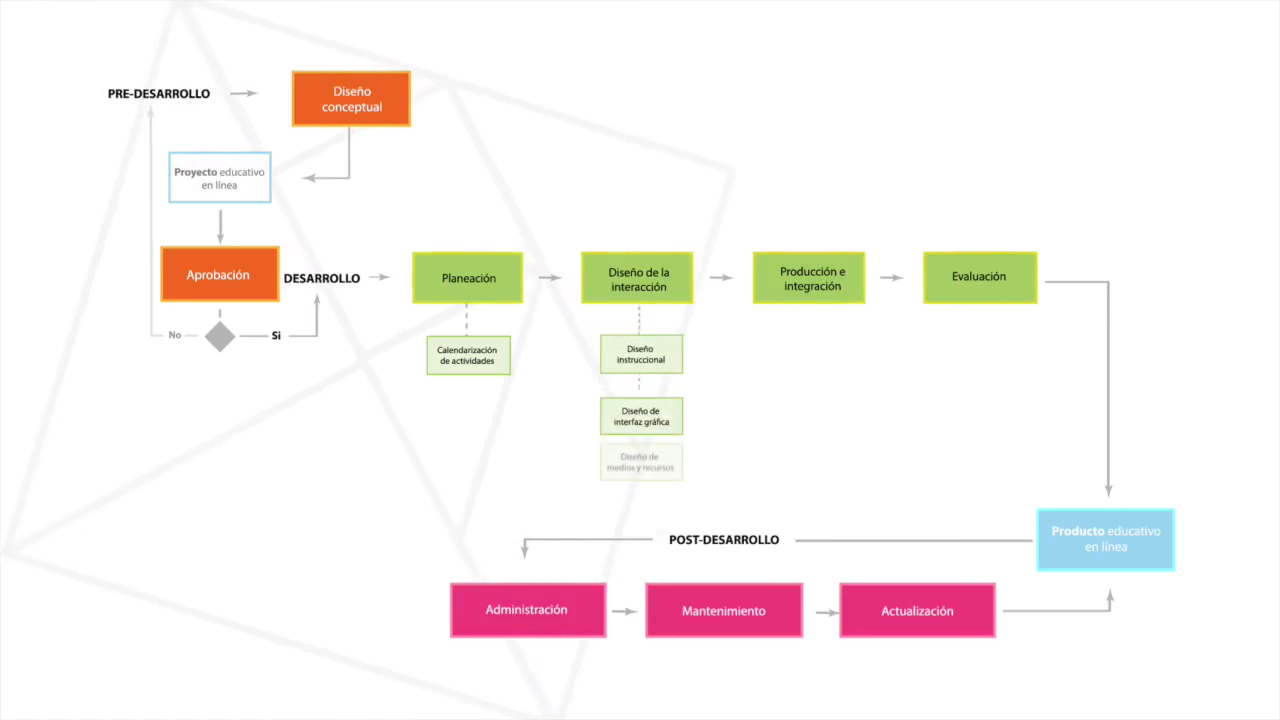 PRE-DESARROLLO
Diseño
conceptual
Proyecto educativo
en línea
Aprobación
No
Si
DESARROLLO
Planeación
Calendarización
de actividades
Diseño de la
interacción
Diseño
instruccional
Diseño de
interfaz gráfica
Diseño de
medios y recursos
Producción e
integración
Evaluación
Producto educativo
en línea
POST-DESARROLLO
Administración
Mantenimiento
Actualización